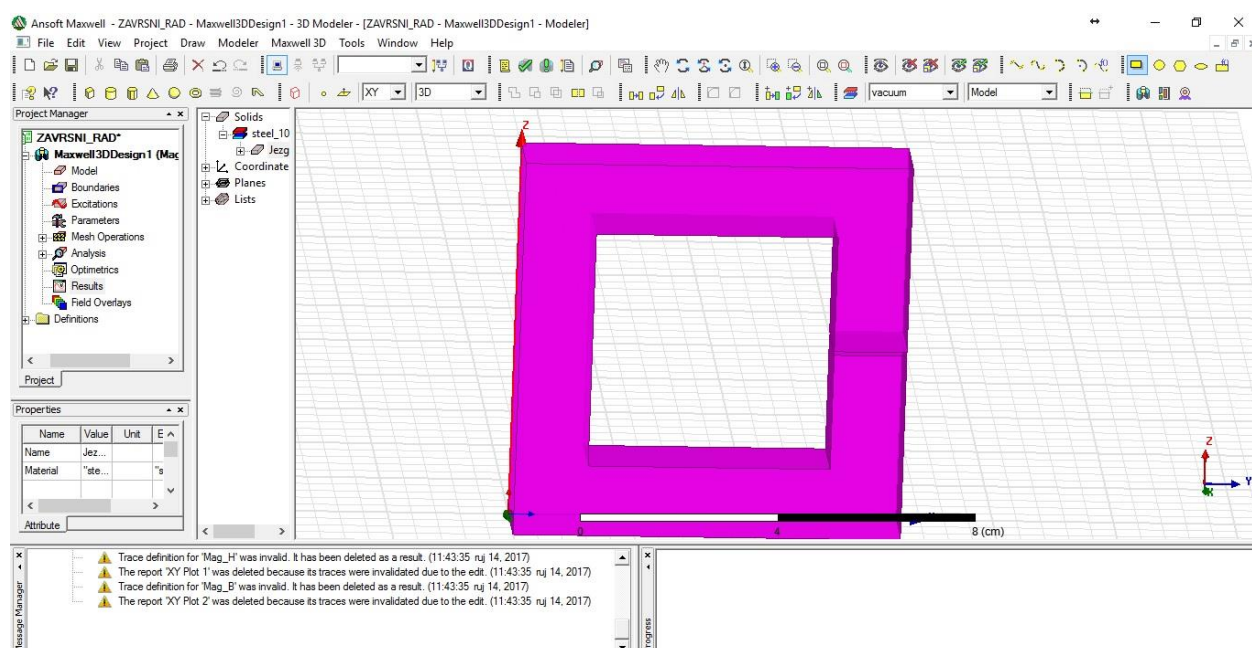 Ansoft Maxwell - ZAVRSNI_RAD - Maxwell3DDesign1 - 3D Modeler - [ZAVRSNI_RAD - Maxwell3DDesign1 - Modeler]
File Edit View Project Draw Modeler Maxwell 3D Tools Window Help
XY 3D vacuum Model
Project Manager
ZAVRSNI_RAD*
Maxwell3DDesign1 (Mag
Model
Boundaries
Excitations
Parameters
Mesh Operations
Analysis
Optimetrics
Results
Field Overlays
Definitions
Project
Solids
steel_10
Jezg
Coordinate
Planes
Lists
Properties
Name Value Unit E
Name Jez...
Material "ste... "s
Attribute
Z
Z
Y
0 4 8 (cm)
Message Manager
Trace definition for 'Mag_H' was invalid. It has been deleted as a result. (11:43:35 ruj 14, 2017)
The report 'XY Plot 1' was deleted because its traces were invalidated due to the edit. (11:43:35 ruj 14, 2017)
Trace definition for 'Mag_B' was invalid. It has been deleted as a result. (11:43:35 ruj 14, 2017)
The report 'XY Plot 2' was deleted because its traces were invalidated due to the edit. (11:43:35 ruj 14, 2017)
Progress